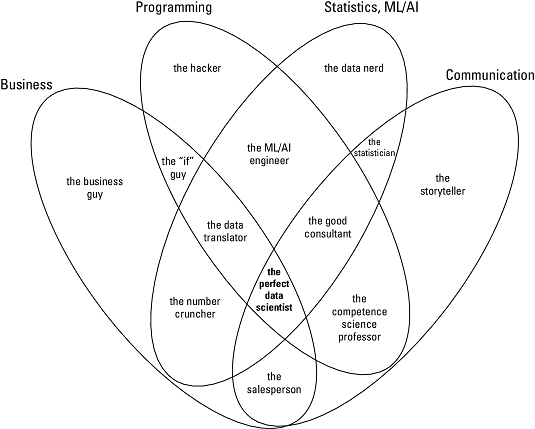 Programming
Statistics, ML/AI
Communication
Business
the hacker
the data nerd
the
statistician
the ML/AI
engineer
the "if"
guy
the business
guy
the
storyteller
the data
translator
the good
consultant
the
perfect
data
scientist
the number
cruncher
the
competence
science
professor
the
salesperson